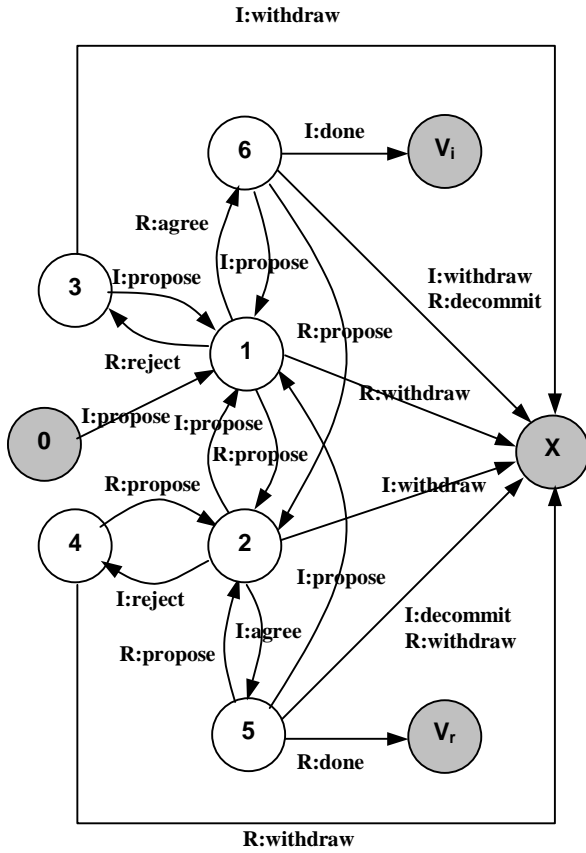 I:withdraw
6
I:done
Vi
R:agree
I:propose
3
I:propose
I:withdraw
R:decommit
R:propose
1
R:reject
R:withdraw
I:propose
I:propose
0
R:propose
X
R:propose
I:withdraw
4
2
I:propose
I:reject
I:decommit
I:agree
R:withdraw
R:propose
5
Vr
R:done
R:withdraw